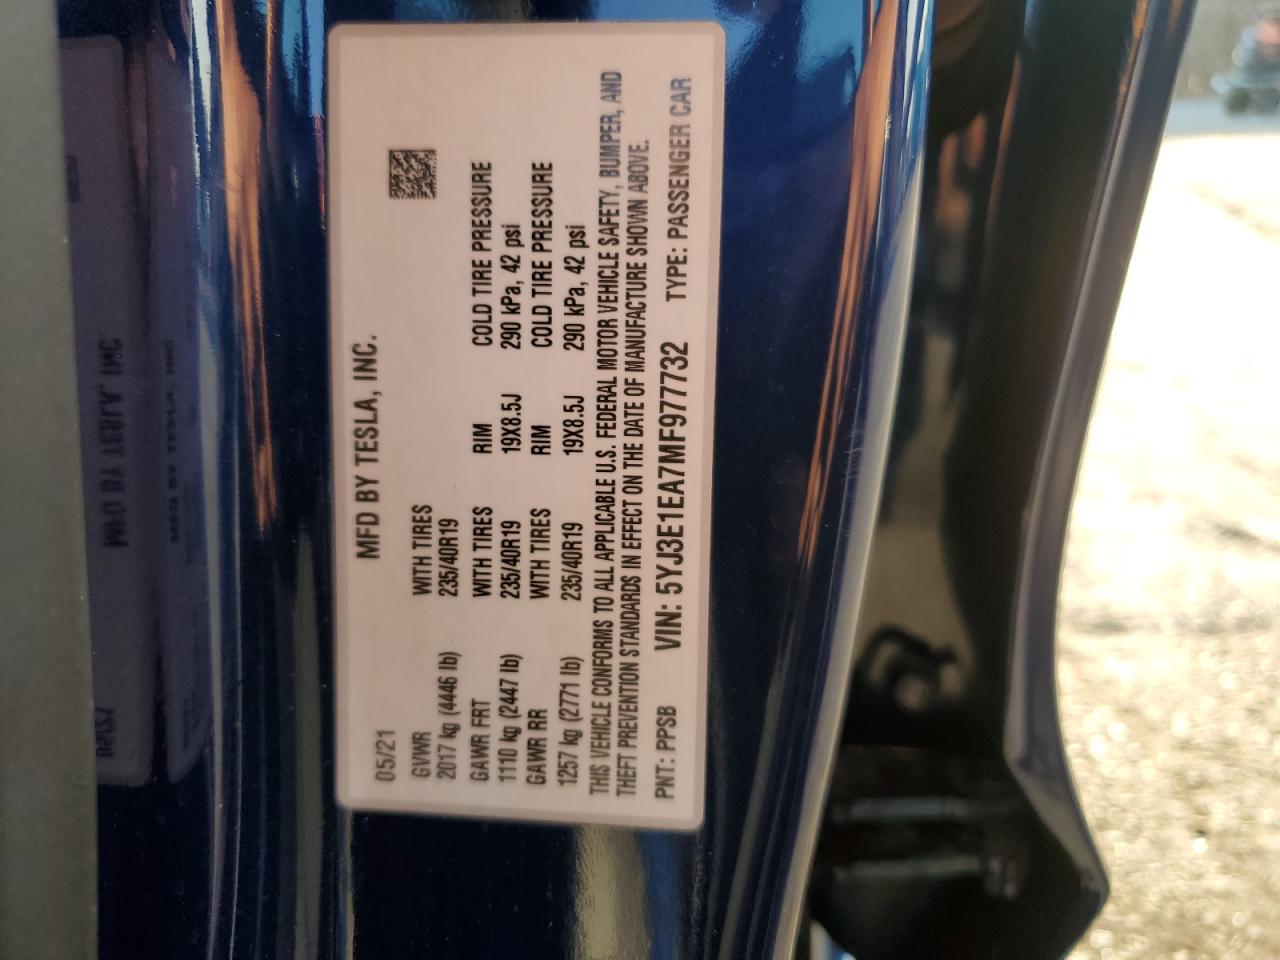 MFD BY TESLA, INC.
05/21
GVWR WITH TIRES
2017 kg (4446 lb) 235/40R19
GAWR FRT WITH TIRES RIM COLD TIRE PRESSURE
1110 kg (2447 lb) 235/40R19 19X8.5J 290 kPa, 42 psi
GAWR RR WITH TIRES RIM COLD TIRE PRESSURE
1257 kg (2771 lb) 235/40R19 19X8.5J 290 kPa, 42 psi
THIS VEHICLE CONFORMS TO ALL APPLICABLE U.S. FEDERAL MOTOR VEHICLE SAFETY, BUMPER, AND
THEFT PREVENTION STANDARDS IN EFFECT ON THE DATE OF MANUFACTURE SHOWN ABOVE.
PNT: PPSB VIN: 5YJ3E1EA7MF977732 TYPE: PASSENGER CAR